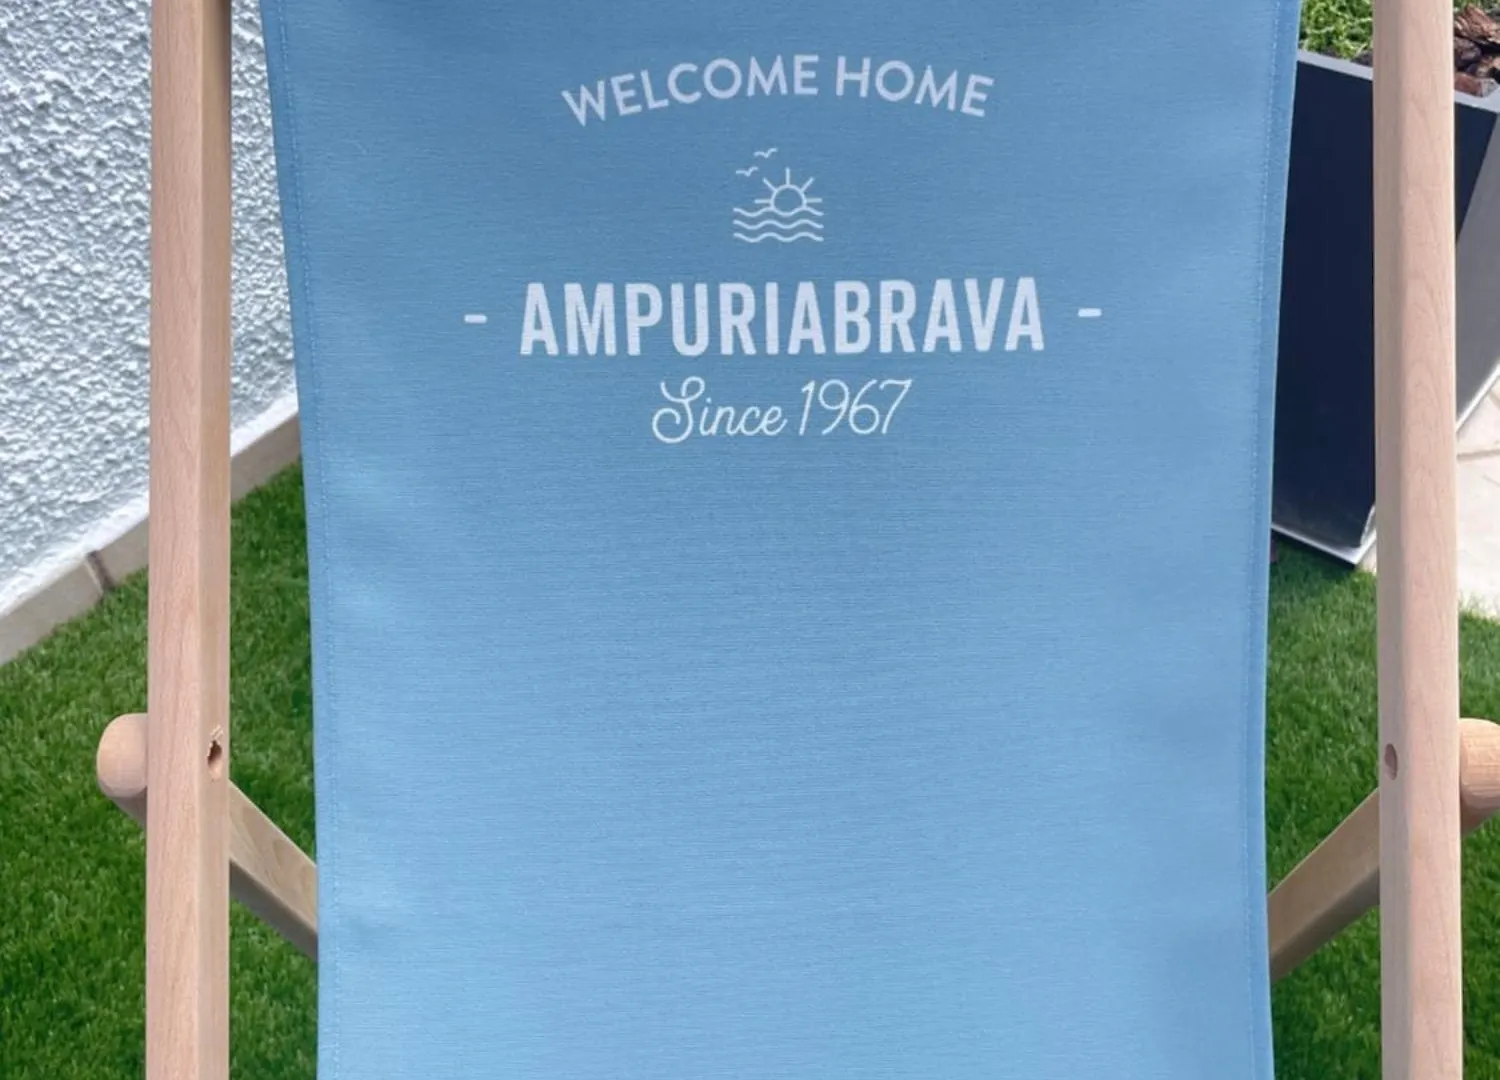 WELCOME HOME
- AMPURIABRAVA -
Since 1967